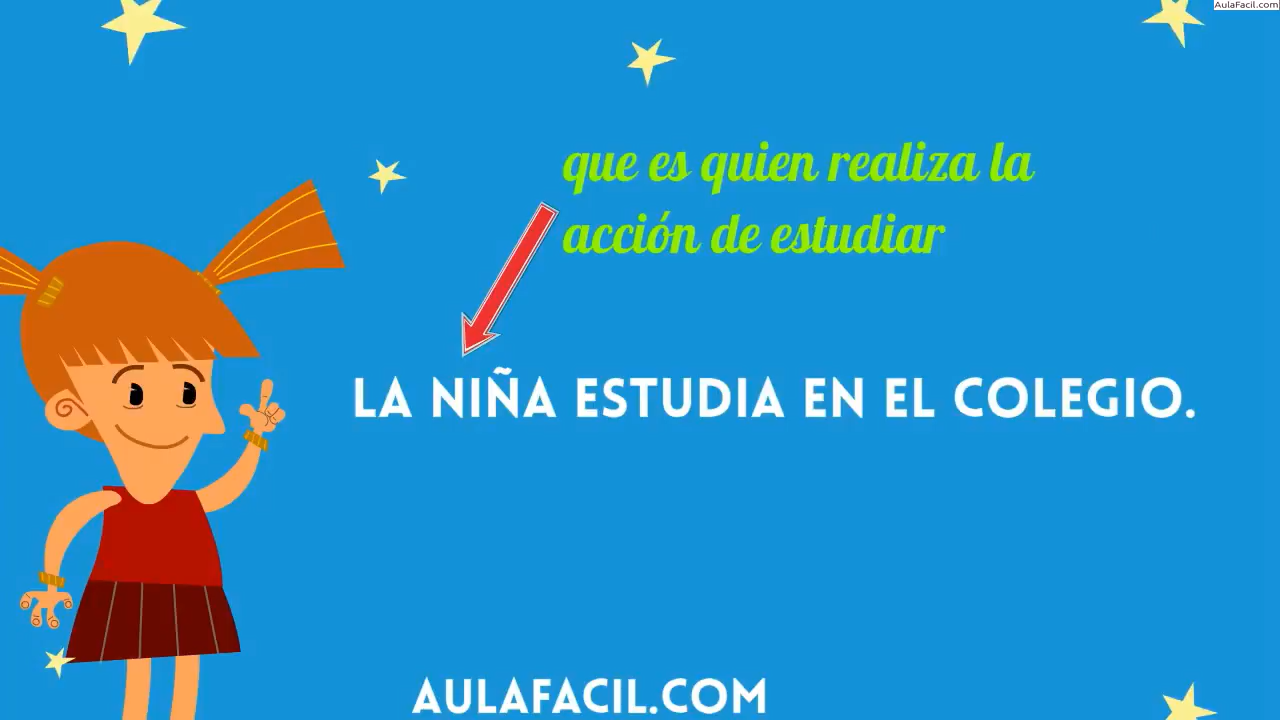 AulaFacil.com
que es quien realiza la
acción de estudiar
LA NIÑA ESTUDIA EN EL COLEGIO.
AULAFACIL.COM